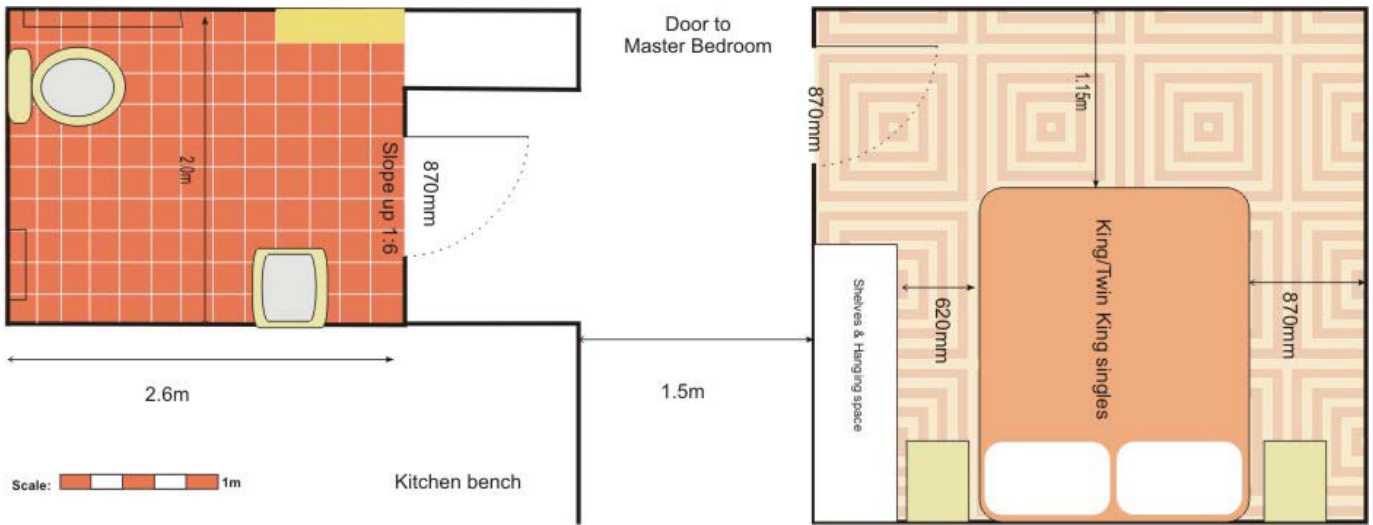 Door to
Master Bedroom
1.15m
870mm
2.0m
Slope up 1:6
870mm
King/Twin King singles
Shelves & Hanging space
620mm
870mm
2.6m
1.5m
Scale:
1m
Kitchen bench